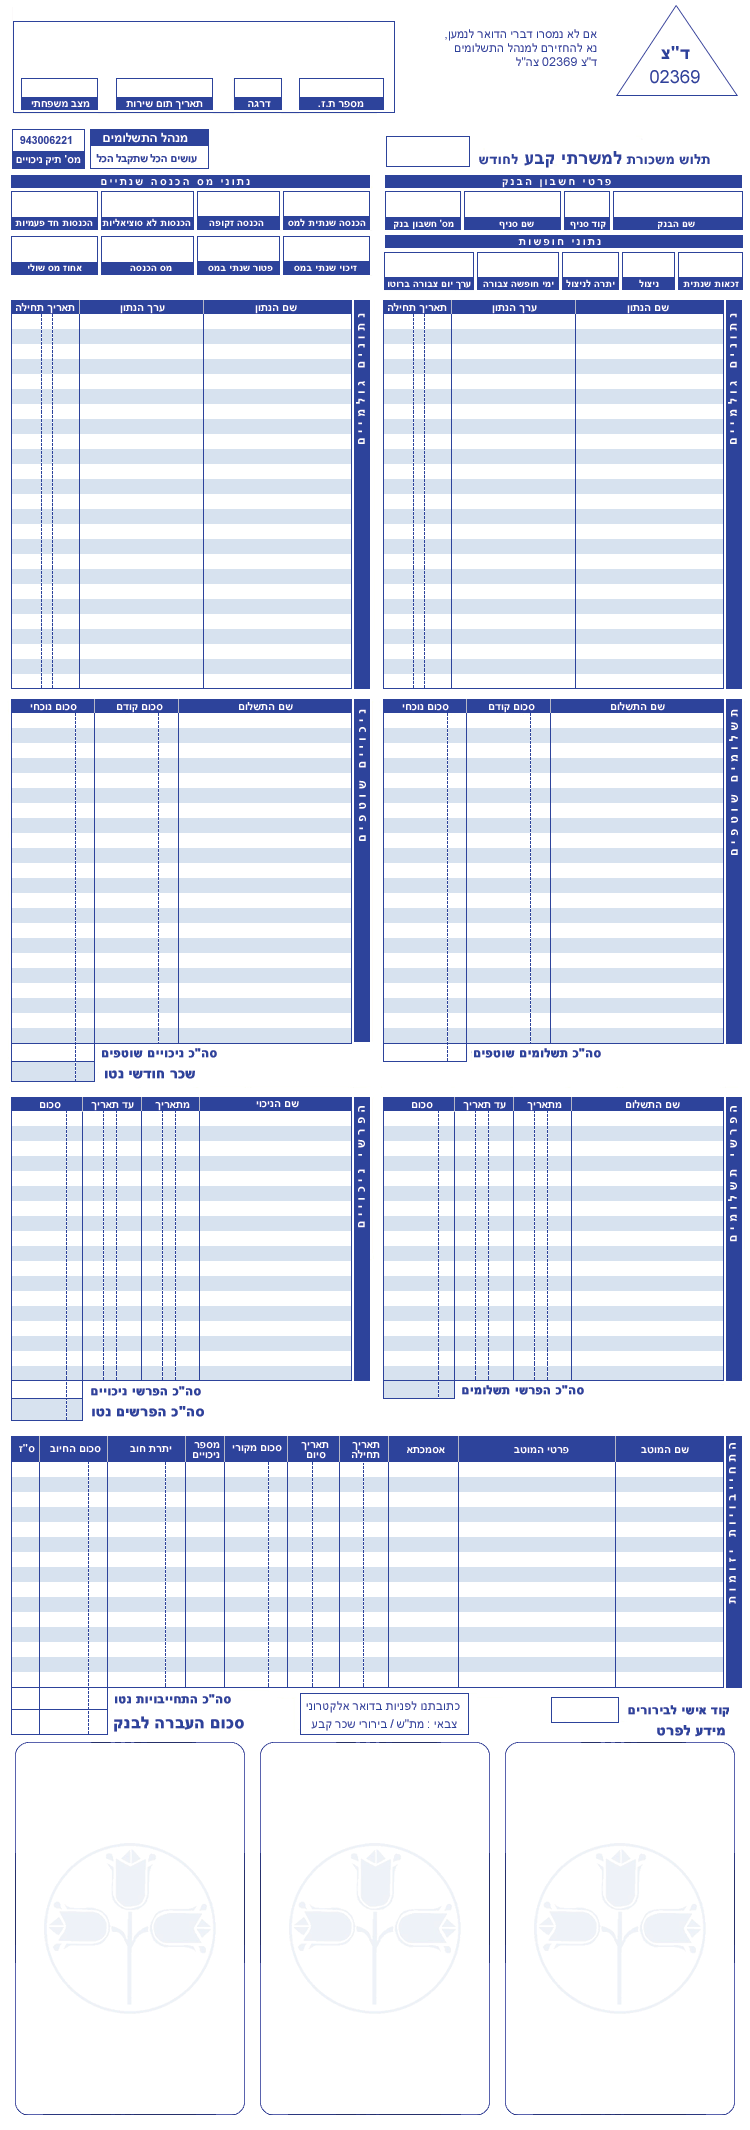 ד"צ
02369
אם לא נמסרו דברי הדואר לנמען,
נא להחזירם למנהל התשלומים
ד"צ 02369 צה"ל
מספר ת.ז. דרגה תאריך תום שירות מצב משפחתי
תלוש משכורת למשרתי קבע לחודש
מנהל התשלומים
עושים הכל שתקבל הכל
943006221
מס' תיק ניכויים
פרטי חשבון הבנק
שם הבנק קוד סניף שם סניף מס' חשבון בנק
נתוני חופשות
זכאות שנתית ניצול יתרה לניצול ימי חופשה צבורה ערך יום צבורה ברוטו
נתוני מס הכנסה שנתיים
הכנסה שנתית למס הכנסה זקופה הכנסות לא סוציאליות הכנסות חד פעמיות
זיכוי שנתי במס פטור שנתי במס מס הכנסה אחוז מס שולי
נתונים גולמיים
שם הנתון ערך הנתון תאריך תחילה
נתונים גולמיים
שם הנתון ערך הנתון תאריך תחילה
תשלומים שוטפים
שם התשלום סכום קודם סכום נוכחי
סה"כ תשלומים שוטפים
ניכויים שוטפים
שם התשלום סכום קודם סכום נוכחי
סה"כ ניכויים שוטפים
שכר חודשי נטו
הפרשי תשלומים
שם התשלום מתאריך עד תאריך סכום
סה"כ הפרשי תשלומים
הפרשי ניכויים
שם הניכוי מתאריך עד תאריך סכום
סה"כ הפרשי ניכויים
סה"כ הפרשים נטו
התחייבויות יזומות
שם המוטב פרטי המוטב אסמכתא תאריך תחילה תאריך סיום סכום מקורי מספר ניכויים יתרת חוב סכום החיוב ס"ז
סה"כ התחייבויות נטו
סכום העברה לבנק
כתובתנו לפניות בדואר אלקטרוני
צבאי : מת"ש / בירורי שכר קבע
קוד אישי לבירורים
מידע לפרט